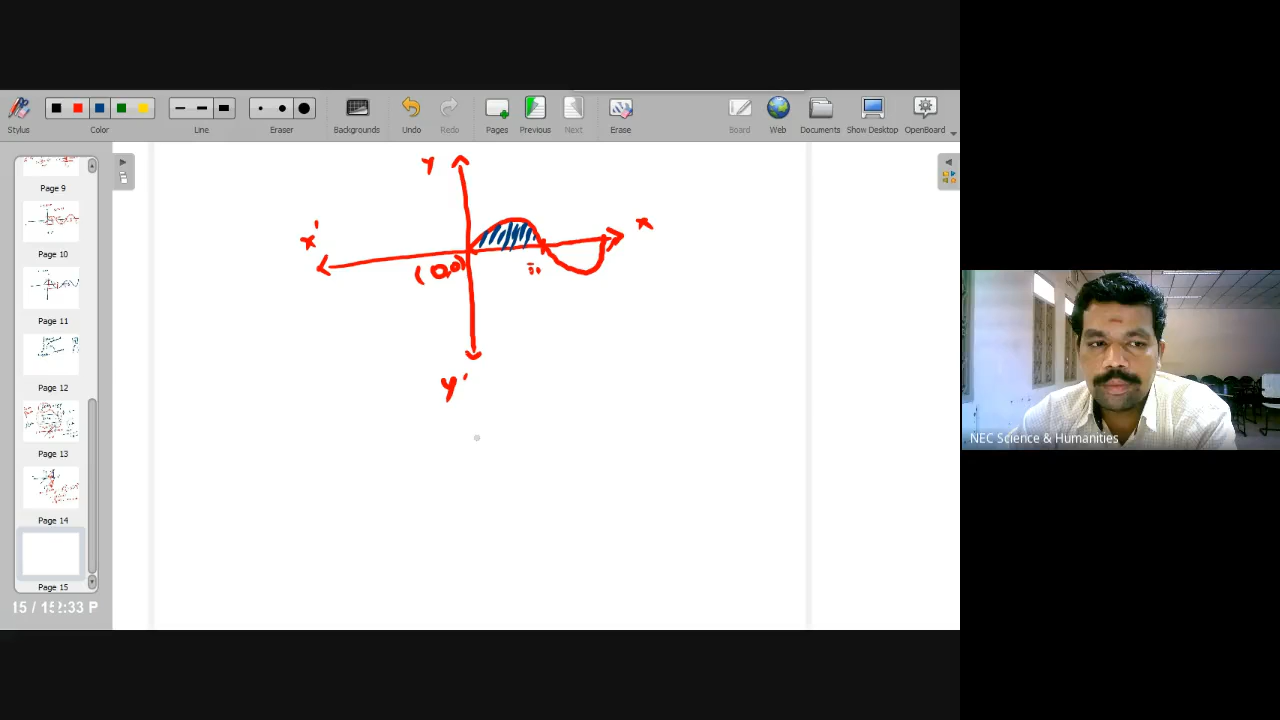 Stylus
Color
Line
Eraser
Backgrounds
Undo
Redo
Pages
Previous
Next
Erase
Board
Web
Documents
Show Desktop
OpenBoard
Page 9
Page 10
Page 11
Page 12
Page 13
Page 14
Page 15
Y
X
X'
(0,0)
Y'
NEC Science & Humanities